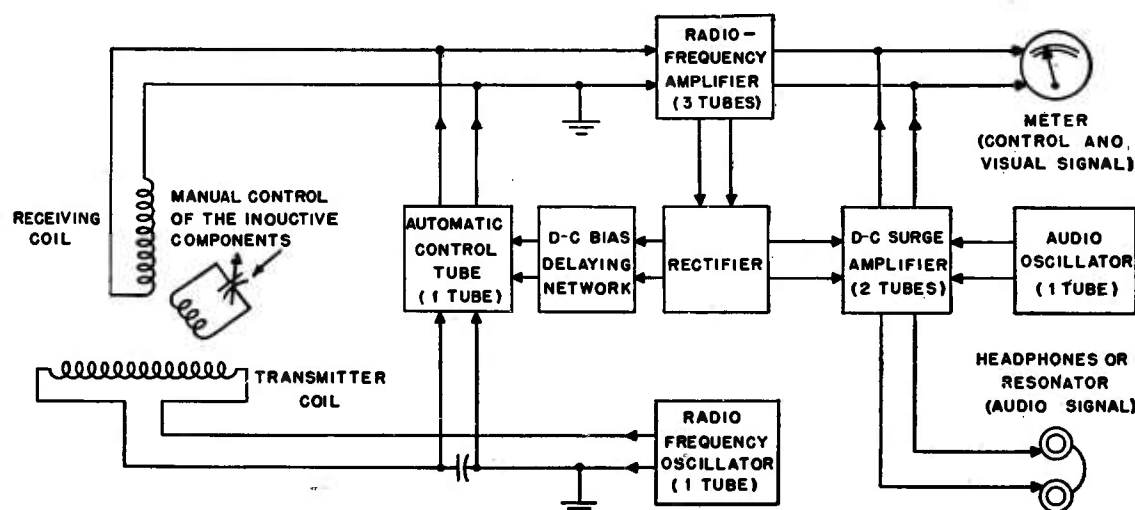 RADIO-
FREQUENCY
AMPLIFIER
(3 TUBES)
METER
(CONTROL ANO,
VISUAL SIGNAL)
RECEIVING
COIL
MANUAL CONTROL
OF THE INOUCTIVE
COMPONENTS
AUTOMATIC
CONTROL
TUBE
(1 TUBE)
D-C BIAS
DELAYING
NETWORK
RECTIFIER
D-C SURGE
AMPLIFIER
(2 TUBES)
AUDIO
OSCILLATOR
(1 TUBE)
TRANSMITTER
COIL
RADIO
FREQUENCY
OSCILLATOR
(1 TUBE)
HEADPHONES OR
RESONATOR
(AUDIO SIGNAL)